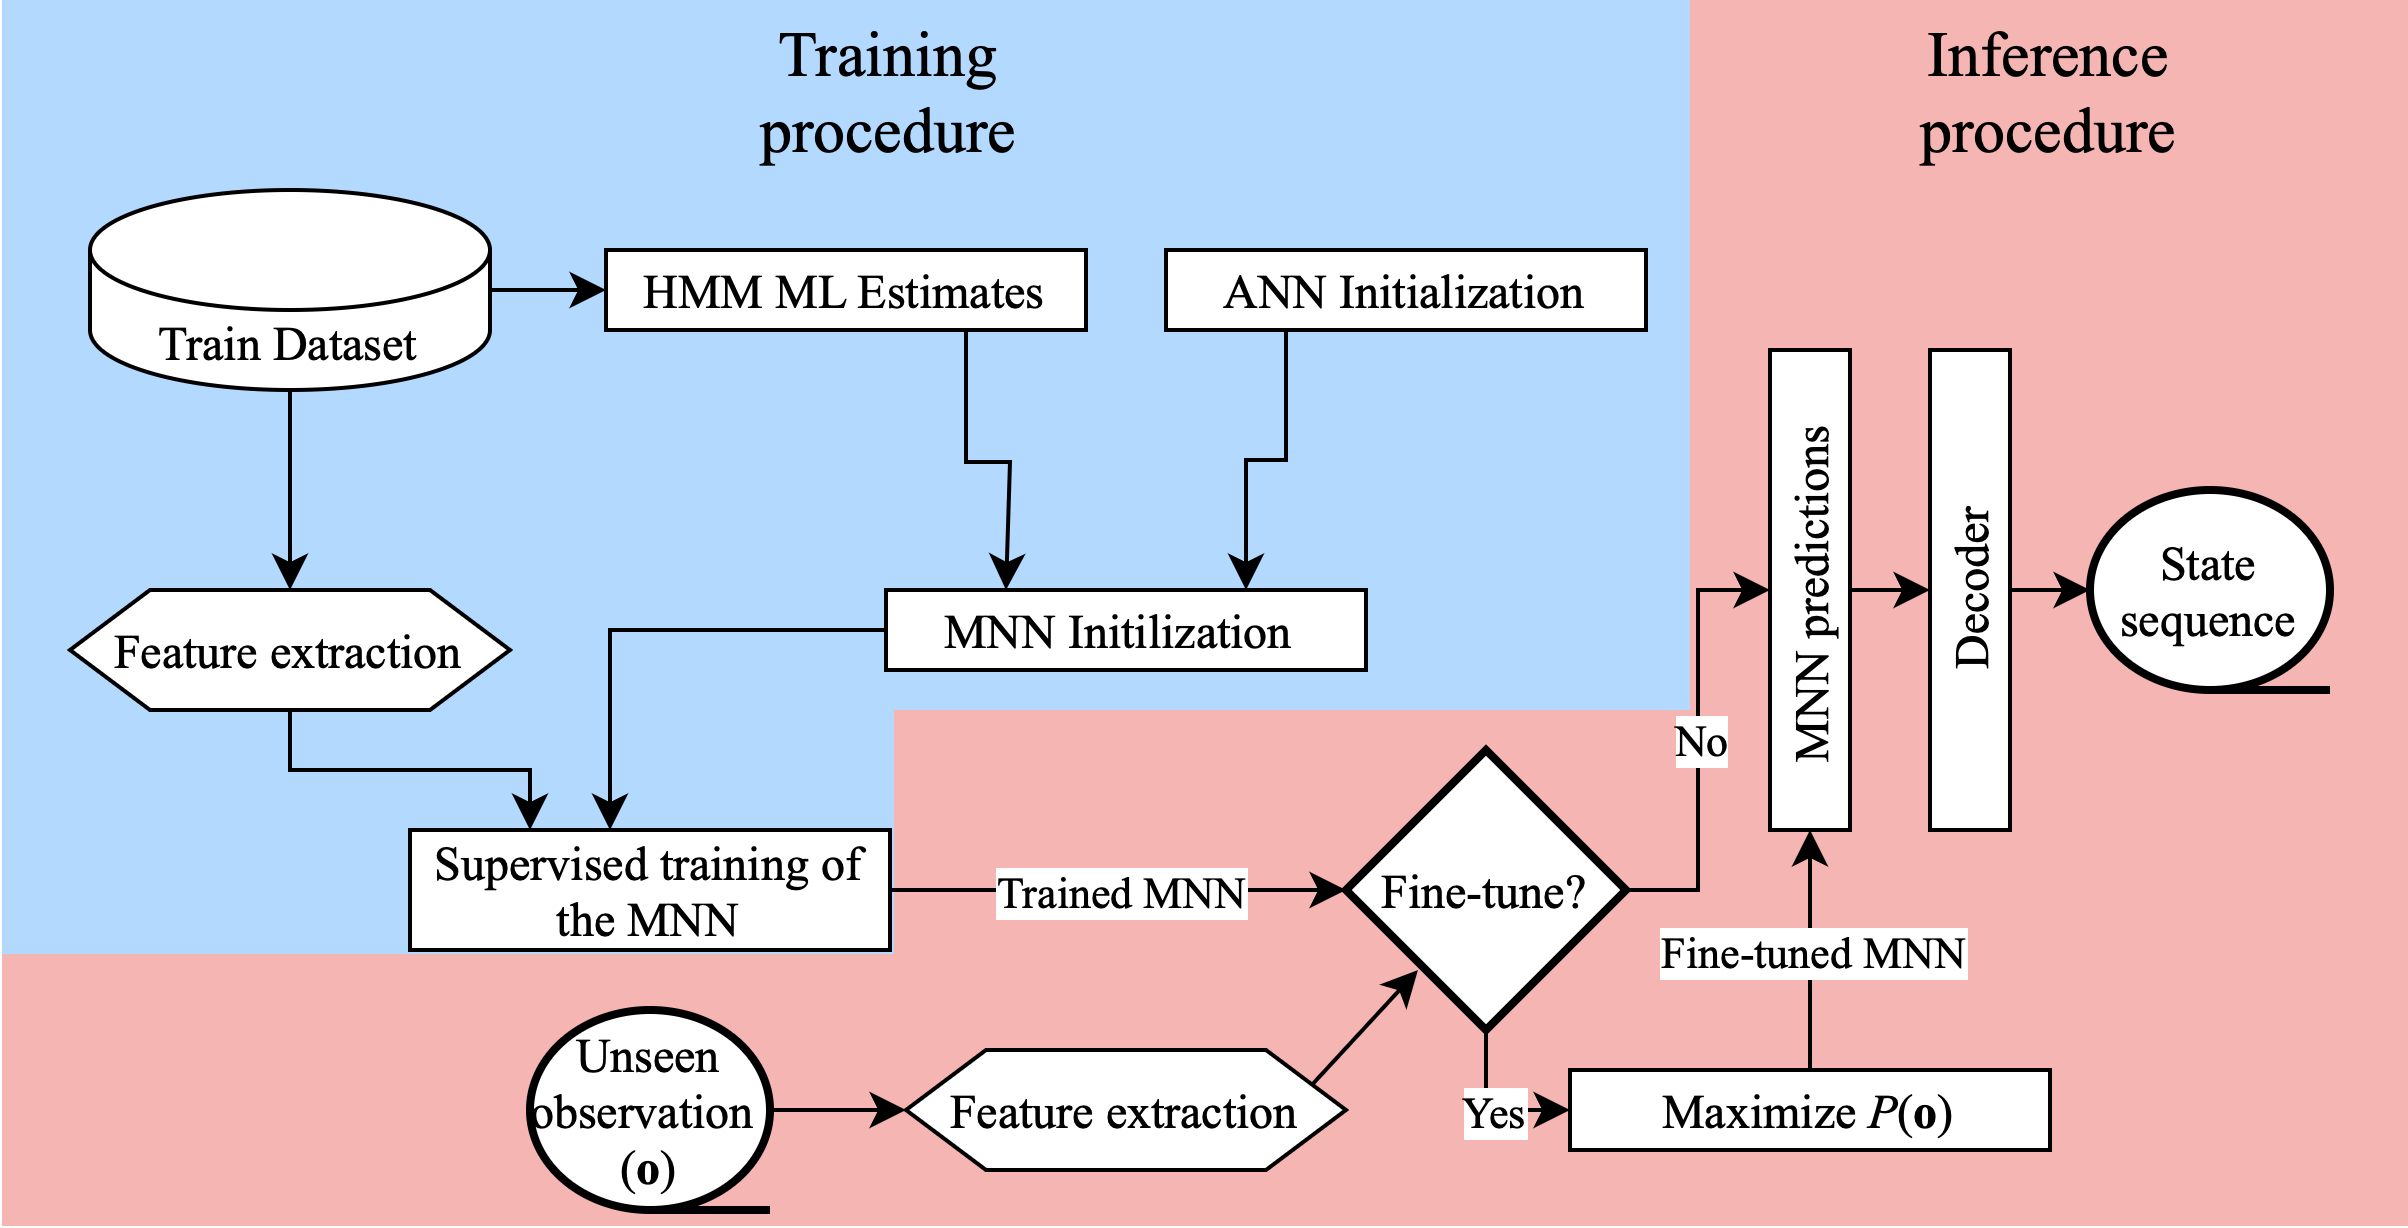 Training
procedure
Inference
procedure
Train Dataset
HMM ML Estimates
ANN Initialization
Feature extraction
MNN Initilization
MNN predictions
Decoder
State
sequence
No
Supervised training of
the MNN
Trained MNN
Fine-tune?
Fine-tuned MNN
Unseen
observation
(o)
Feature extraction
Yes
Maximize P(o)